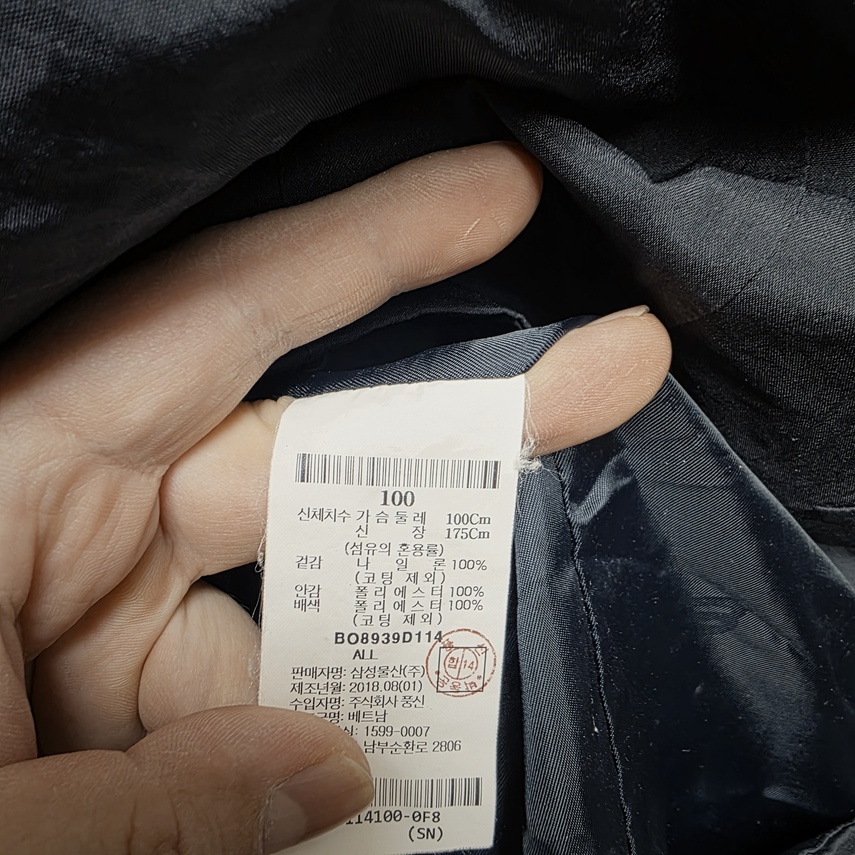 100
신체치수 가 슴 둘 레 100Cm
신 장 175Cm
(섬유의 혼용률)
겉감 나 일 론 100%
(코 팅 제 외)
안감 폴 리 에 스 터 100%
배색 폴 리 에 스 터 100%
(코 팅 제 외)
BO8939D114
ALL
합 14
판매자명: 삼성물산(주)
제조년월: 2018.08(01)
수입자명: 주식회사 풍신
명: 베트남
1599-0007
남부순환로 2806
114100-0F8
(SN)